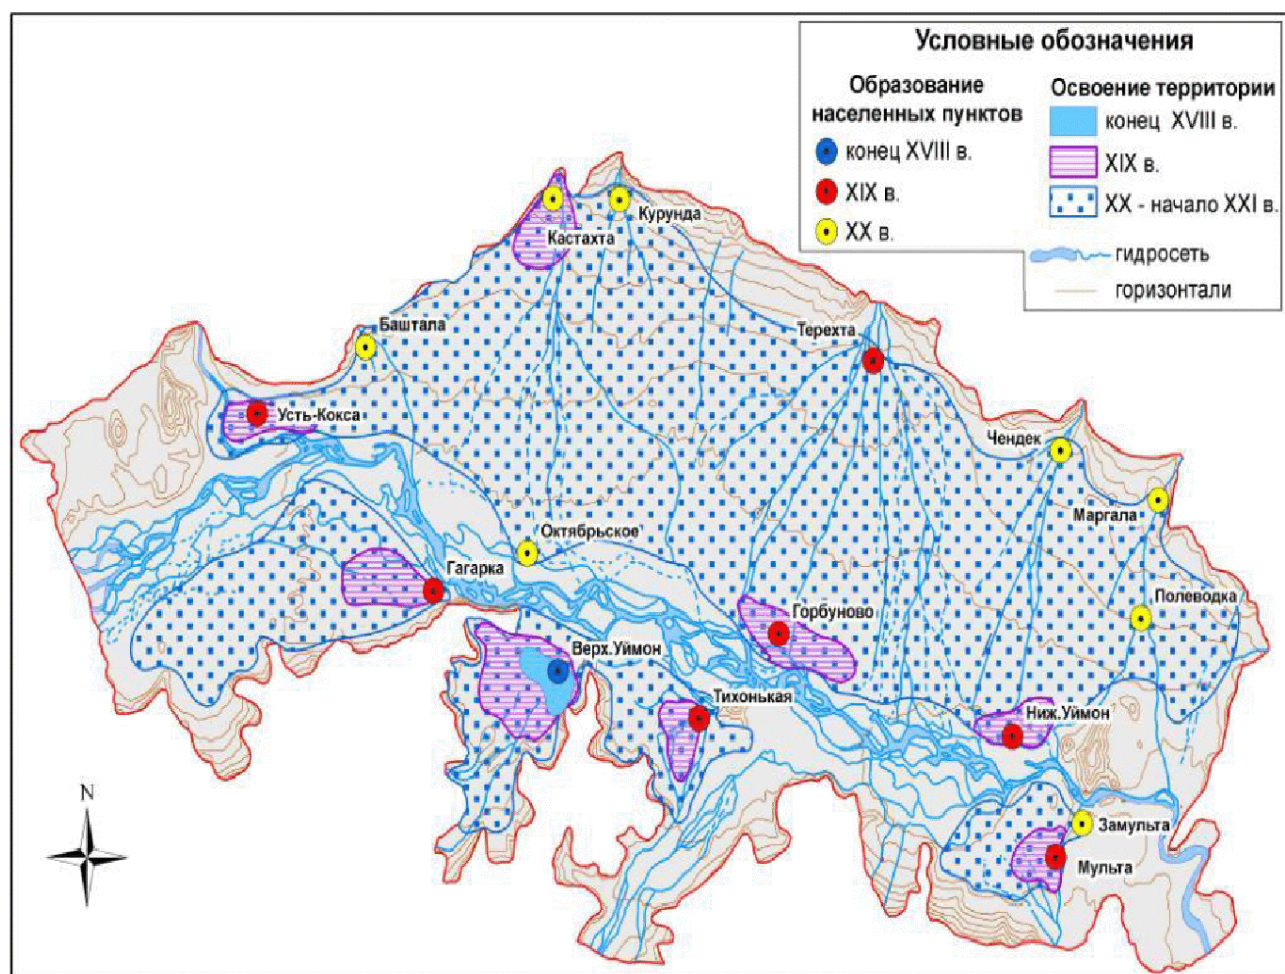 Условные обозначения
Образование
населенных пунктов
конец XVIII в.
XIX в.
XX в.
Освоение территории
конец XVIII в.
XIX в.
XX - начало XXI в.
гидросеть
горизонтали
Курунда
Кастахта
Баштала
Терехта
Усть-Кокса
Чендек
Маргала
Октябрьское
Гагарка
Полеводка
Горбуново
Верх.Уймон
Тихонькая
Ниж.Уймон
Замульта
Мульта
N